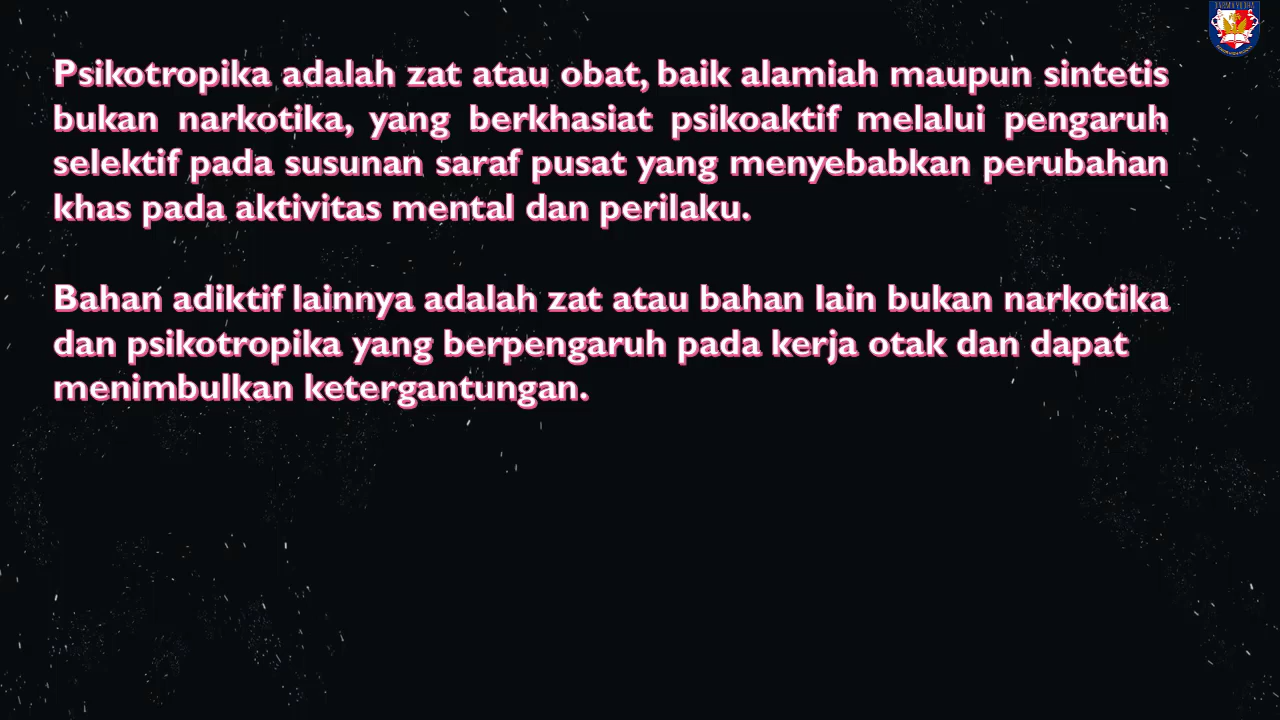 Psikotropika adalah zat atau obat, baik alamiah maupun sintetis
bukan narkotika, yang berkhasiat psikoaktif melalui pengaruh
selektif pada susunan saraf pusat yang menyebabkan perubahan
khas pada aktivitas mental dan perilaku.
Bahan adiktif lainnya adalah zat atau bahan lain bukan narkotika
dan psikotropika yang berpengaruh pada kerja otak dan dapat
menimbulkan ketergantungan.